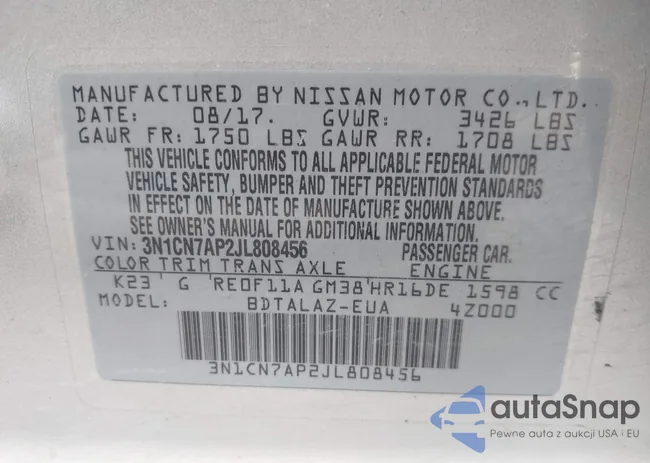 MANUFACTURED BY NISSAN MOTOR CO., LTD.
DATE: 08/17. GVWR: 3426 LBS
GAWR FR: 1750 LBS GAWR RR: 1708 LBS
THIS VEHICLE CONFORMS TO ALL APPLICABLE FEDERAL MOTOR
VEHICLE SAFETY, BUMPER AND THEFT PREVENTION STANDARDS
IN EFFECT ON THE DATE OF MANUFACTURE SHOWN ABOVE.
SEE OWNER'S MANUAL FOR ADDITIONAL INFORMATION.
VIN: 3N1CN7AP2JL808456 PASSENGER CAR.
COLOR TRIM TRANS AXLE ENGINE
K23 G RE0F11A GM38 HR16DE 1598 CC
MODEL: BDTALAZ-EUA 4Z000
3N1CN7AP2JL808456
autaSnap
Pewne auta z aukcji USA i EU